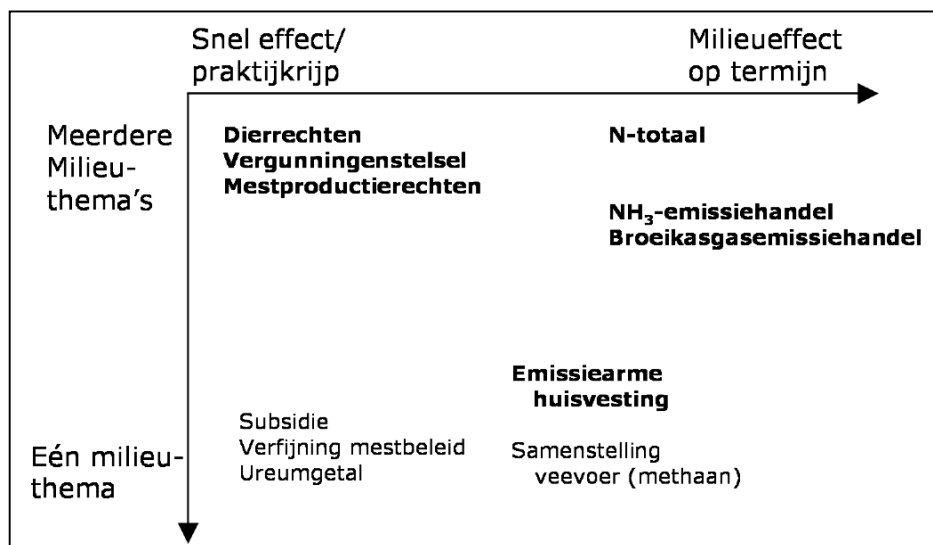 Snel effect/
praktijkrijp
Milieueffect
op termijn
Meerdere
Milieu-
thema's
Dierrechten
Vergunningenstelsel
Mestproductierechten
N-totaal
NH₃-emissiehandel
Broeikasgasemissiehandel
Emissiearme
huisvesting
Eén milieu-
thema
Subsidie
Verfijning mestbeleid
Ureumgetal
Samenstelling
veevoer (methaan)